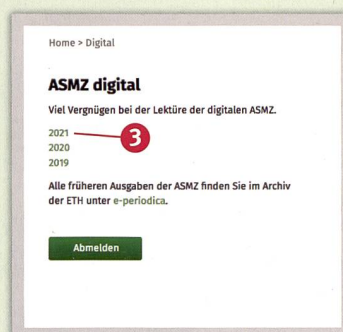 Home > Digital
ASMZ digital
Viel Vergnügen bei der Lektüre der digitalen ASMZ.
2021
3
2020
2019
Alle früheren Ausgaben der ASMZ finden Sie im Archiv
der ETH unter e-periodica.
Abmelden